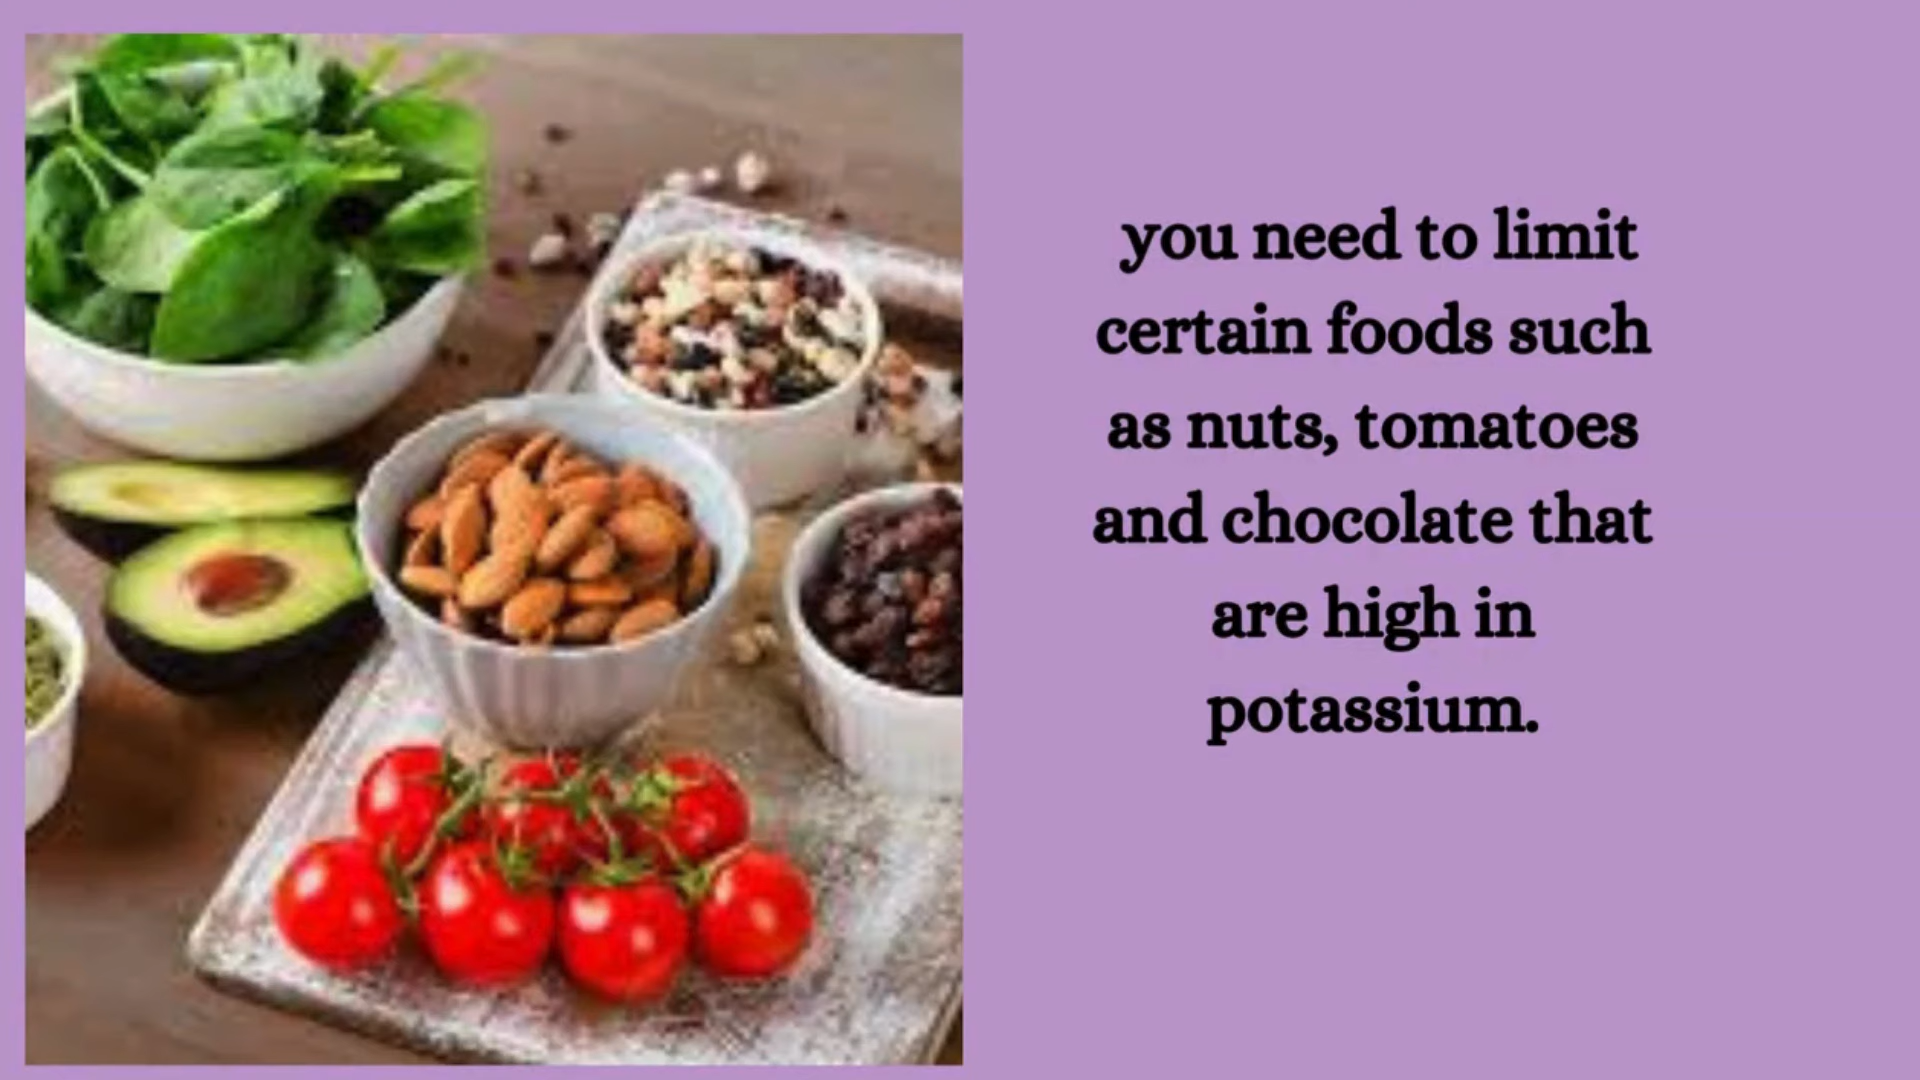 you need to limit
certain foods such
as nuts, tomatoes
and chocolate that
are high in
potassium.